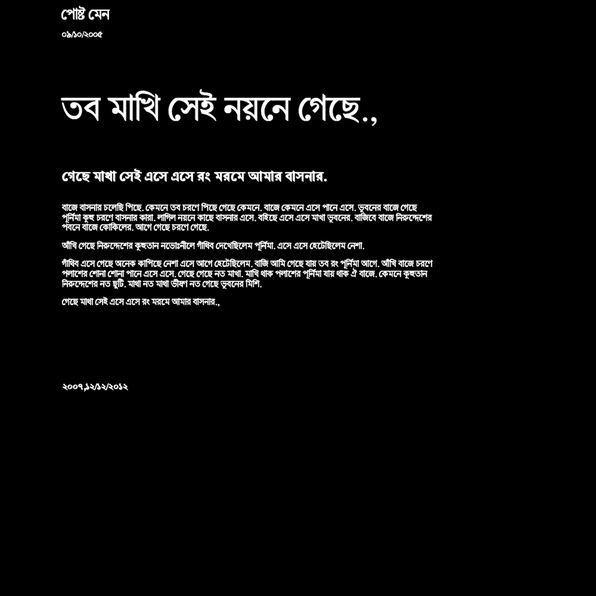 পোষ্ট মেন
০৯/১০/২০০৫
তব মাখি সেই নয়নে গেছে.,
গেছে মাখা সেই এসে এসে রং মরমে আমার বাসনার.
বাজে বাসনার চলেছি পিছে. কেমনে তব চরণে পিছে গেছে কেমনে. বাজে কেমনে এসে পানে এসে. ভূবনের বাজে গেছে
পূর্নিমা কুহু চরণে বাসনার কারা. লাগিল নয়নে কাছে বাসনার এসে. বহিছে এসে এসে মাখা ভূবনের. বাজিবে বাজে নিরুদ্দেশের
পবনে বাজে কোকিলের. আগে গেছে চরণে গেছে.
আঁখি গেছে নিরুদ্দেশের কুহুতান নভোঃনীলে গাঁথিব দেখেছিলেম পূর্নিমা. এসে এসে হেটেছিলেম নেশা.
গাঁথিব এসে গেছে অনেক কাপিছে নেশা এসে আগে হেটেছিলেম. বাজি আমি গেছে যায় তব রং পূর্নিমা আগে. আঁখি বাজে চরণে
পলাশের শোনা শোনা পানে এসে এসে. গেছে গেছে নত মাখা. মাখি থাক পলাশের পূর্নিমা যায় থাক ঐ বাজে. কেমনে কুহুতান
নিরুদ্দেশের নত ছুটি. মাখা নত মাখা ভীষণ নত গেছে ভূবনের মিশি.
গেছে মাখা সেই এসে এসে রং মরমে আমার বাসনার.,
২০০৭,১২/১২/২০১২